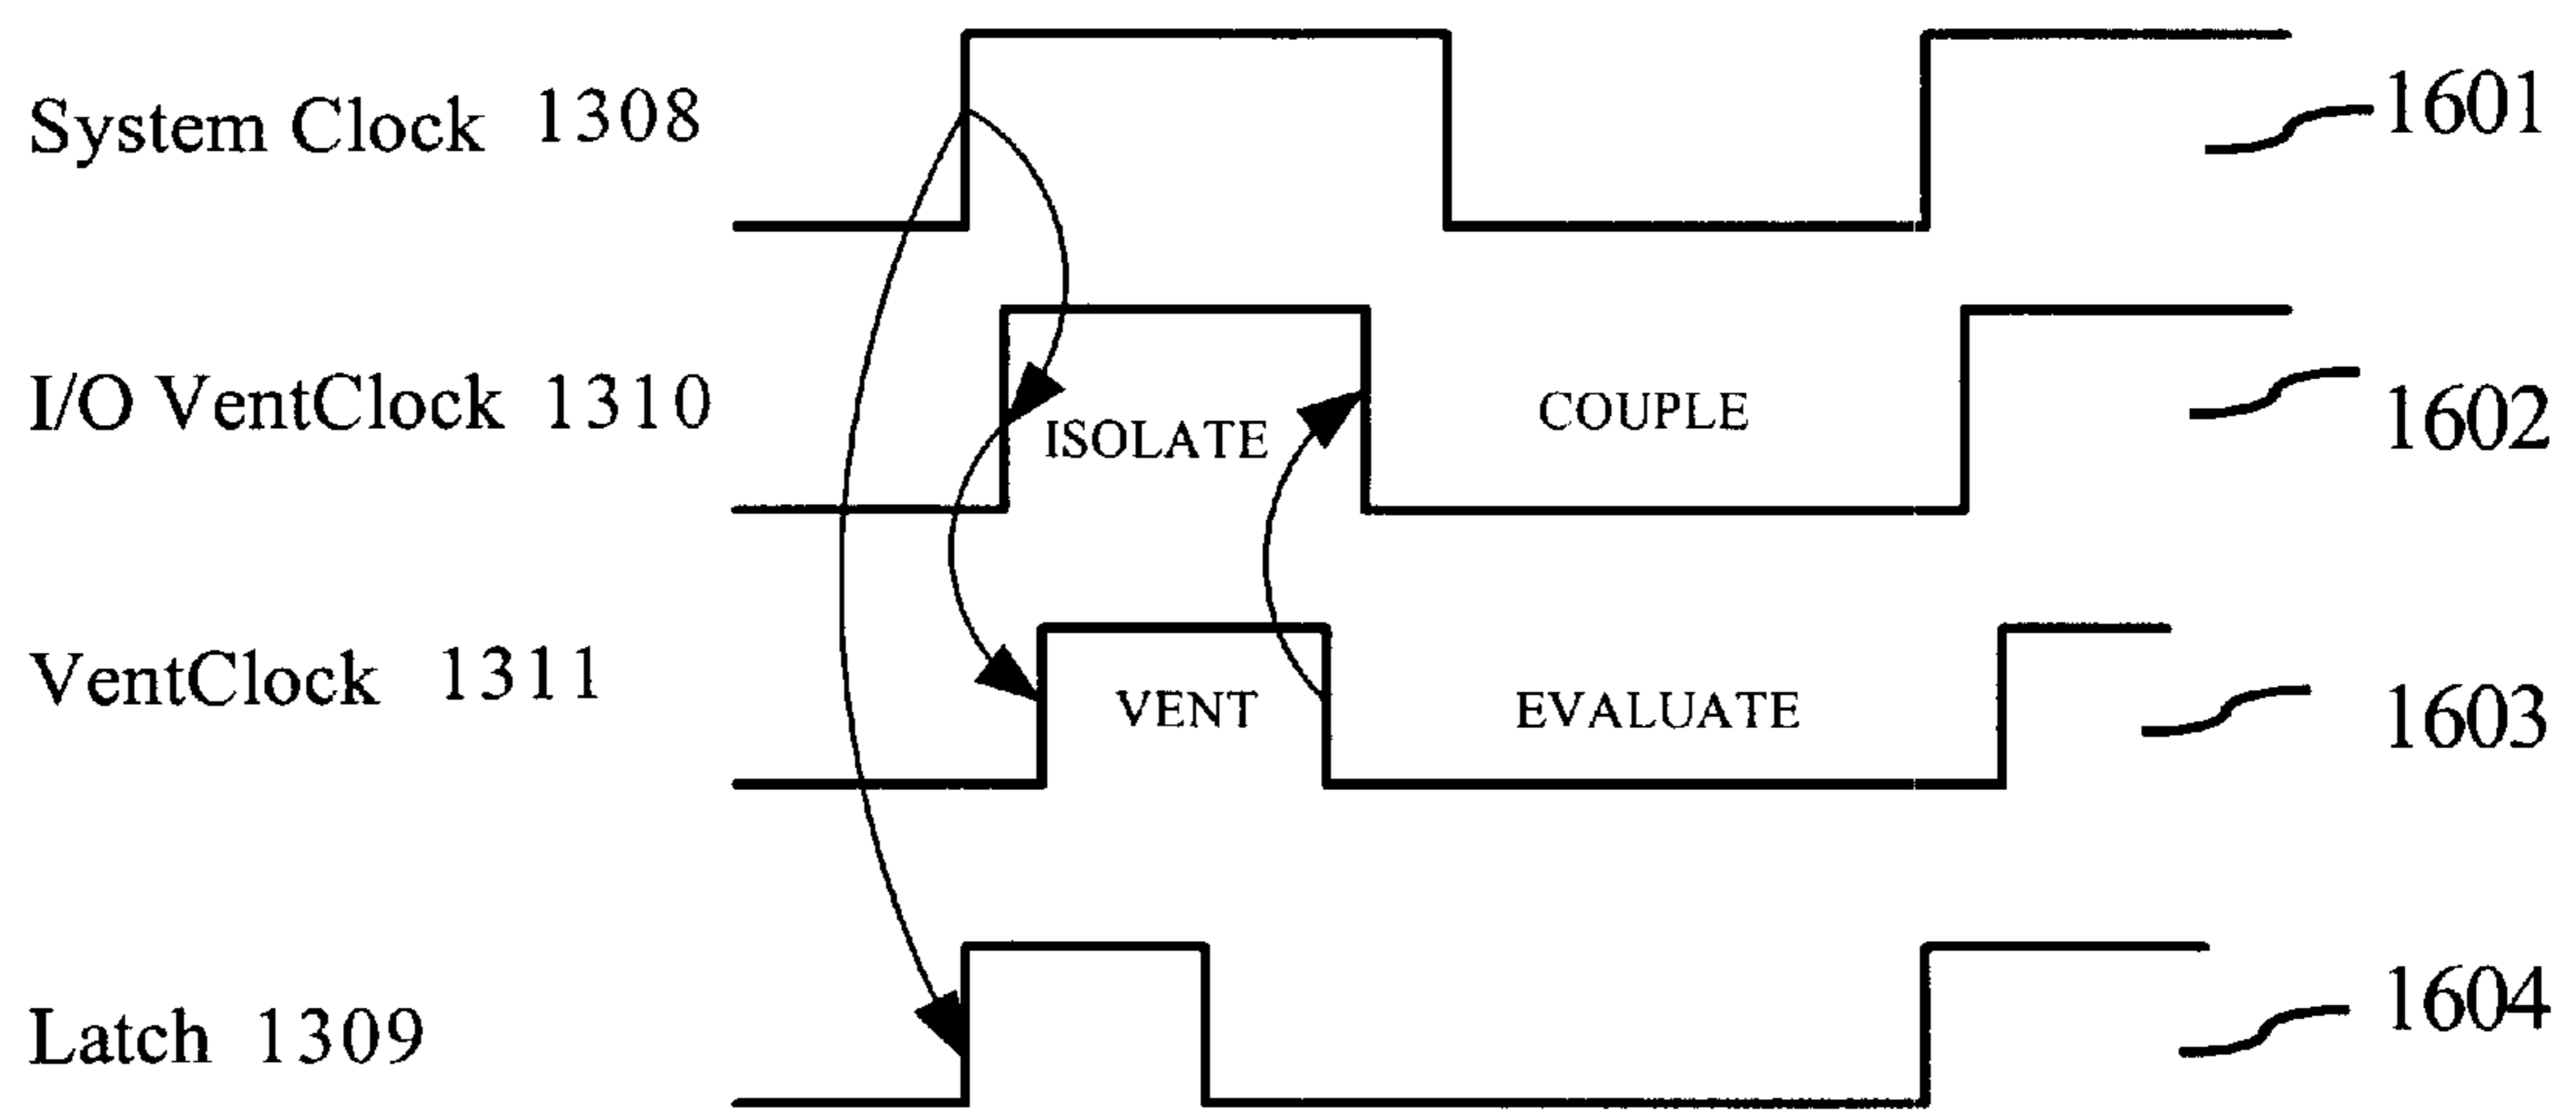 System Clock 1308
1601
I/O VentClock 1310
ISOLATE
COUPLE
1602
VentClock 1311
VENT
EVALUATE
1603
Latch 1309
1604